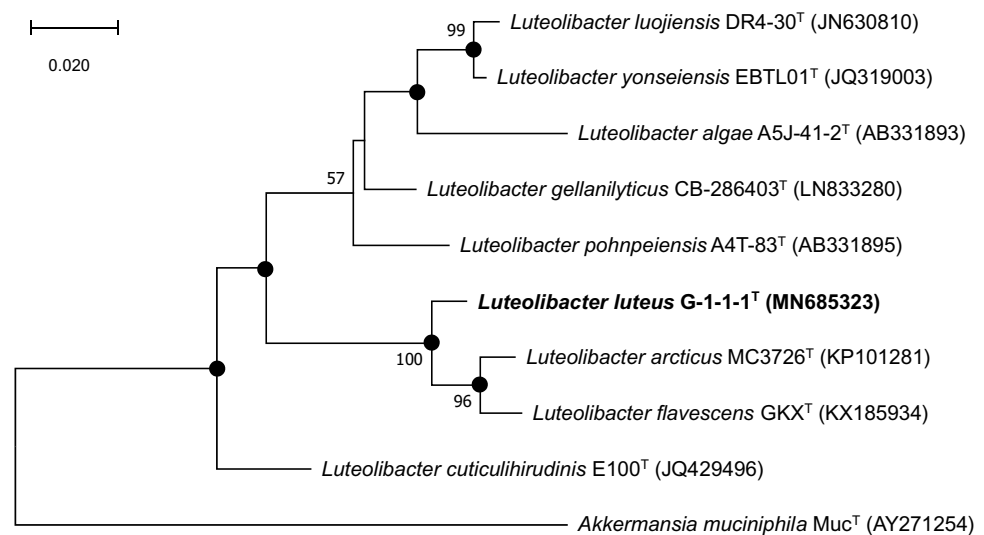 99
Luteolibacter luojiensis DR4-30ᵀ (JN630810)
0.020
Luteolibacter yonseiensis EBTL01ᵀ (JQ319003)
Luteolibacter algae A5J-41-2ᵀ (AB331893)
57
Luteolibacter gellanilyticus CB-286403ᵀ (LN833280)
Luteolibacter pohnpeiensis A4T-83ᵀ (AB331895)
Luteolibacter luteus G-1-1-1ᵀ (MN685323)
100
Luteolibacter arcticus MC3726ᵀ (KP101281)
96
Luteolibacter flavescens GKXᵀ (KX185934)
Luteolibacter cuticulihirudinis E100ᵀ (JQ429496)
Akkermansia muciniphila Mucᵀ (AY271254)